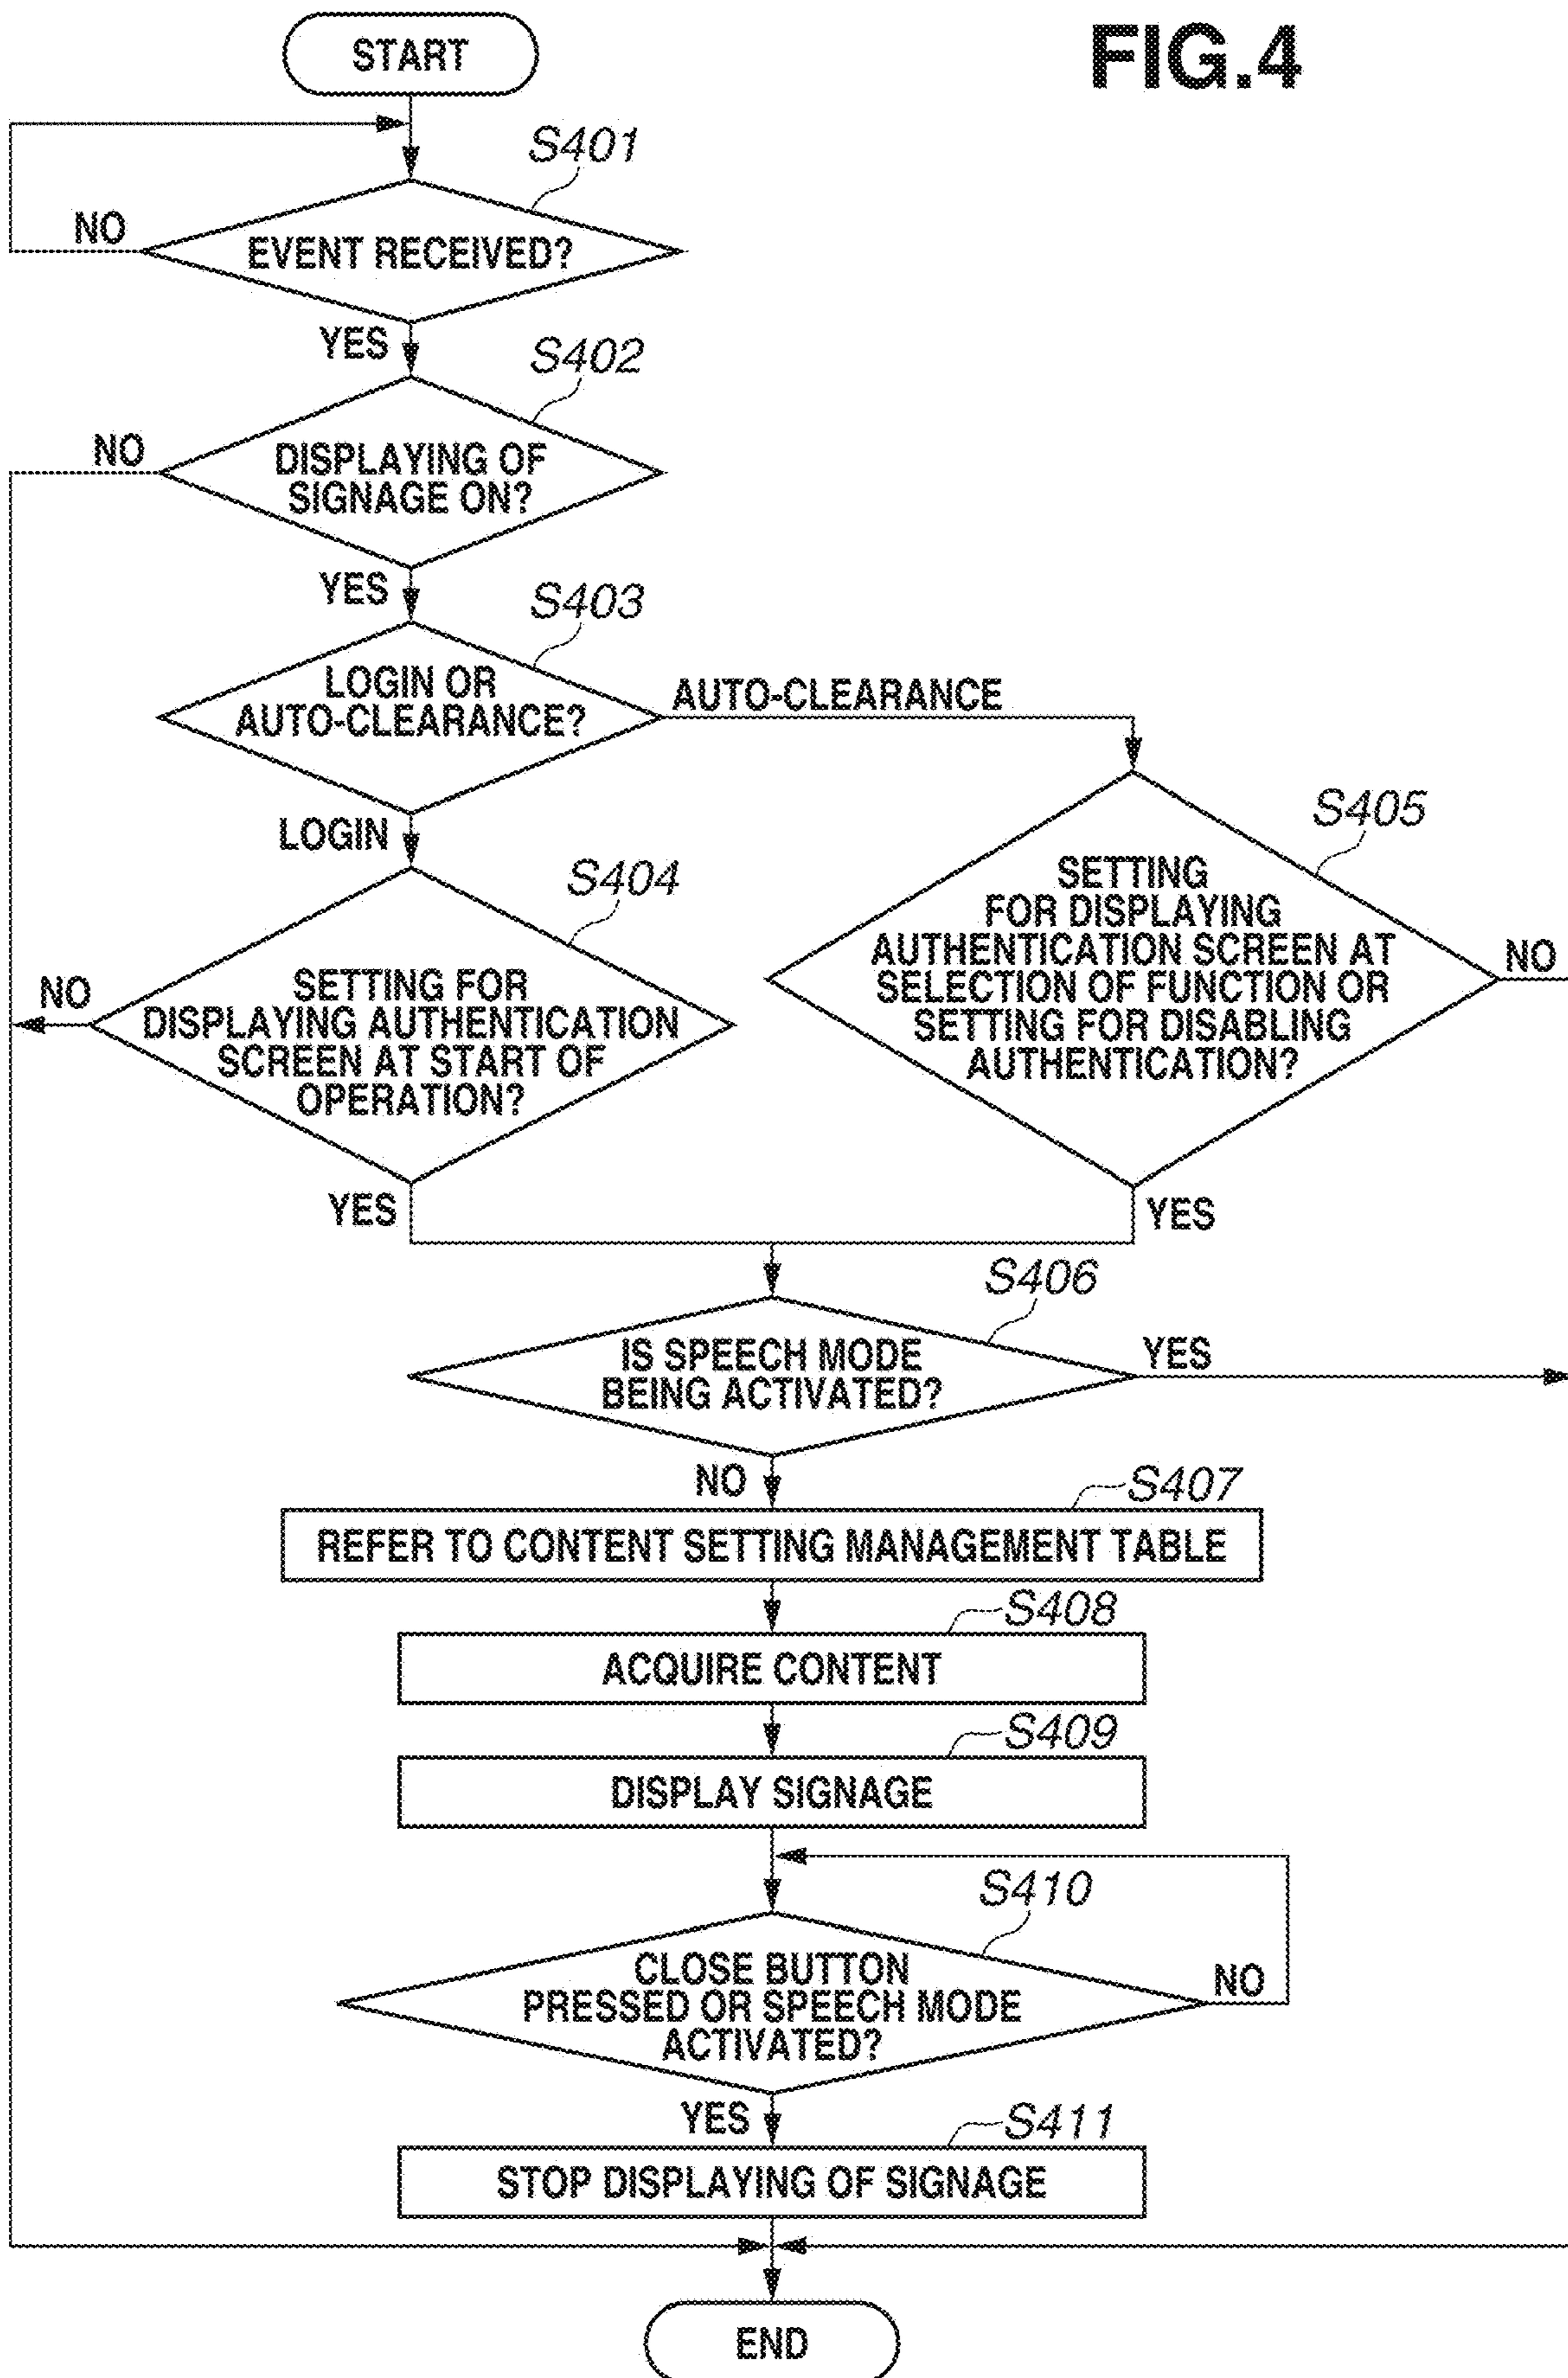 FIG.4
START
S401
NO
EVENT RECEIVED?
YES
S402
NO
DISPLAYING OF
SIGNAGE ON?
YES
S403
LOGIN OR
AUTO-CLEARANCE?
AUTO-CLEARANCE
LOGIN
S404
NO
SETTING FOR
DISPLAYING AUTHENTICATION
SCREEN AT START OF
OPERATION?
YES
S405
SETTING
FOR DISPLAYING
AUTHENTICATION SCREEN AT
SELECTION OF FUNCTION OR
SETTING FOR DISABLING
AUTHENTICATION?
NO
YES
S406
IS SPEECH MODE
BEING ACTIVATED?
YES
NO
S407
REFER TO CONTENT SETTING MANAGEMENT TABLE
S408
ACQUIRE CONTENT
S409
DISPLAY SIGNAGE
S410
CLOSE BUTTON
PRESSED OR SPEECH MODE
ACTIVATED?
NO
YES
S411
STOP DISPLAYING OF SIGNAGE
END